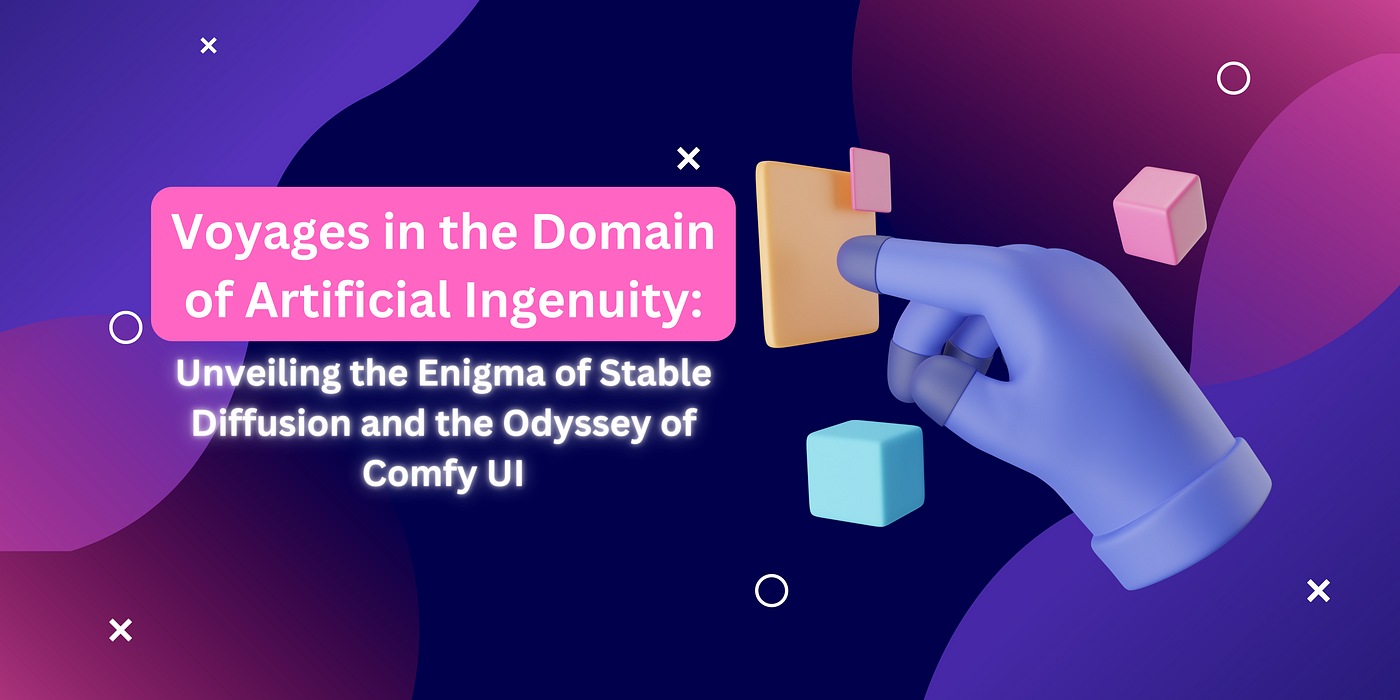 Voyages in the Domain
of Artificial Ingenuity:
Unveiling the Enigma of Stable
Diffusion and the Odyssey of
Comfy UI